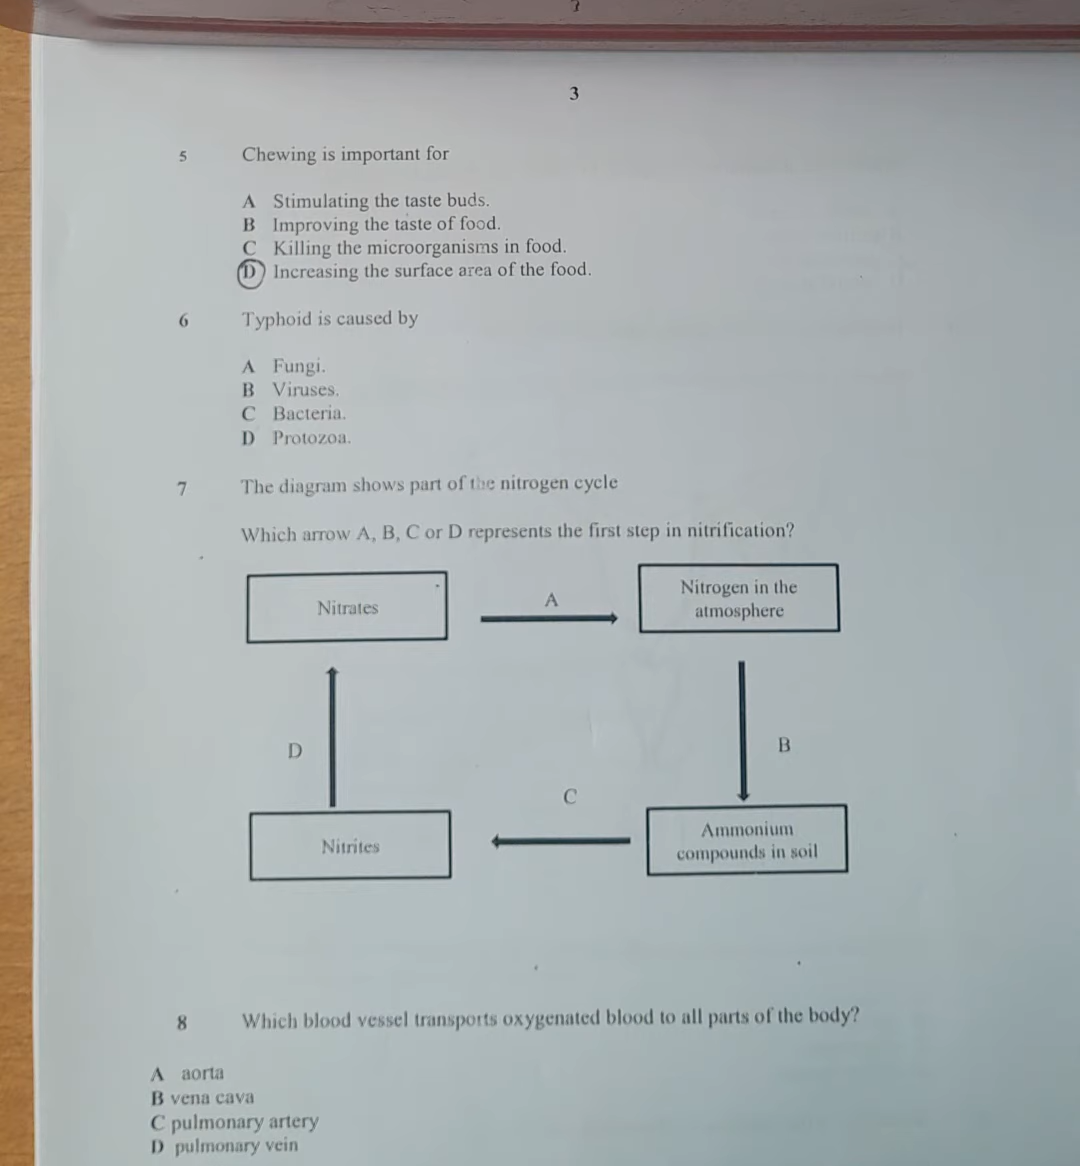 3
5 Chewing is important for
A Stimulating the taste buds.
B Improving the taste of food.
C Killing the microorganisms in food.
D Increasing the surface area of the food.
6 Typhoid is caused by
A Fungi.
B Viruses.
C Bacteria.
D Protozoa.
7 The diagram shows part of the nitrogen cycle
Which arrow A, B, C or D represents the first step in nitrification?
Nitrates
A
Nitrogen in the
atmosphere
D
B
C
Nitrites
Ammonium
compounds in soil
8 Which blood vessel transports oxygenated blood to all parts of the body?
A aorta
B vena cava
C pulmonary artery
D pulmonary vein